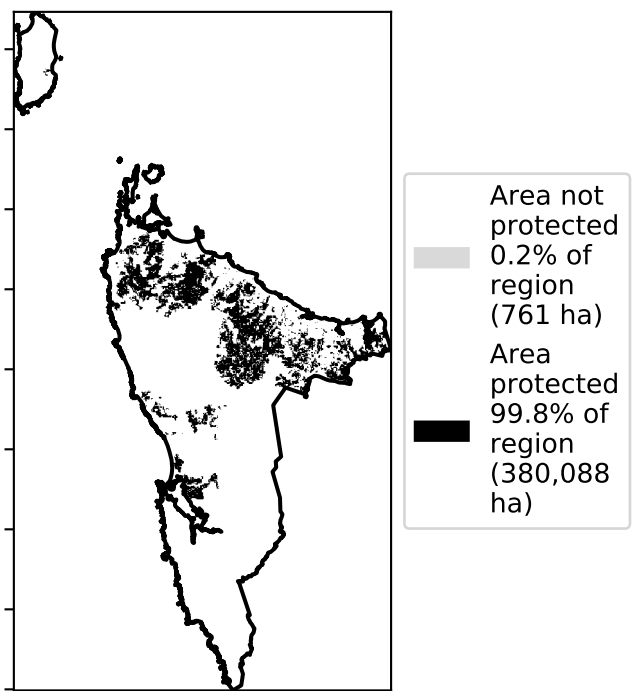 Area not
protected
0.2% of
region
(761 ha)
Area
protected
99.8% of
region
(380,088
ha)